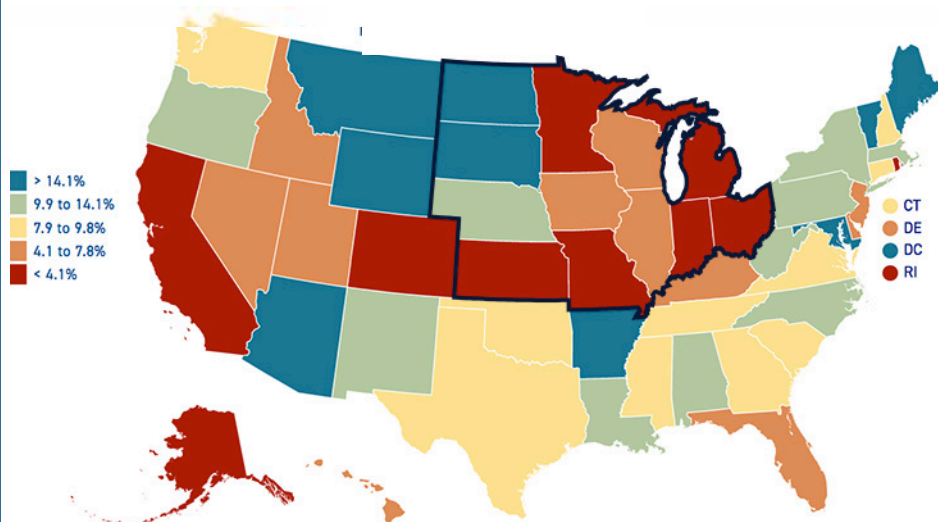 > 14.1%
9.9 to 14.1%
7.9 to 9.8%
4.1 to 7.8%
< 4.1%
CT
DE
DC
RI